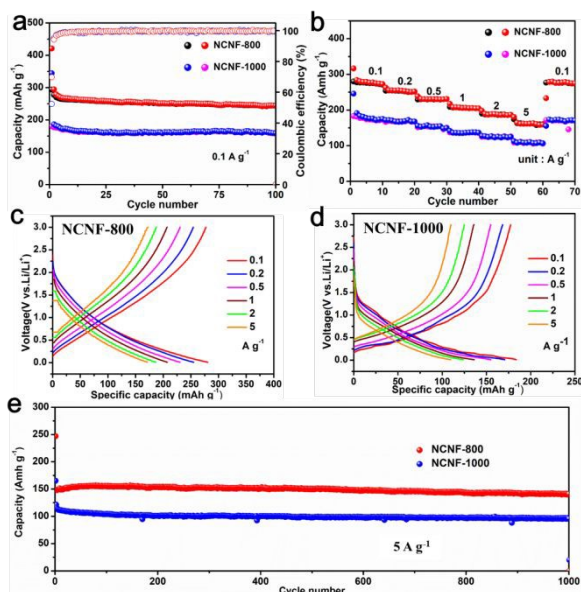 a
NCNF-800
NCNF-1000
0.1 A g-1
Capacity (mAh g-1)
500
400
300
200
100
0
Coulombic efficiency (%)
100
80
60
40
20
0
0 25 50 75 100
Cycle number
b
NCNF-800
NCNF-1000
0.1 0.2 0.5 1 2 5 0.1
unit : A g-1
Capacity (Amh g-1)
500
400
300
200
100
0
0 10 20 30 40 50 60 70
Cycle number
c
NCNF-800
0.1
0.2
0.5
1
2
5
A g-1
Voltage(V vs.Li/Li+)
3.0
2.5
2.0
1.5
1.0
0.5
0.0
0 50 100 150 200 250 300 350 400
Specific capacity (mAh g-1)
d
NCNF-1000
0.1
0.2
0.5
1
2
5
A g-1
Voltage(V vs.Li/Li+)
3.0
2.5
2.0
1.5
1.0
0.5
0.0
0 50 100 150 200 250
Specific capacity (mAh g-1)
e
NCNF-800
NCNF-1000
5 A g-1
Capacity (Amh g-1)
300
250
200
150
100
50
0
0 200 400 600 800 1000
Cycle number